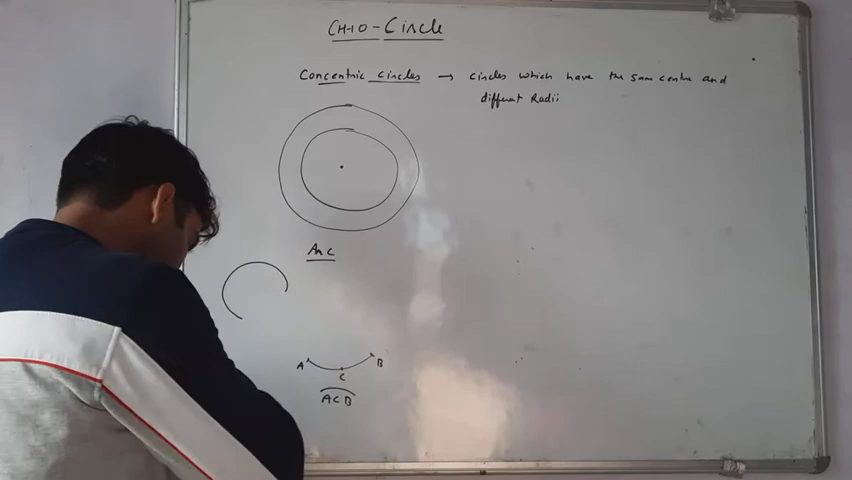 CH-10 - Circle
Concentric circles → circles which have the same centre and
different Radii
Arc
A B
C
ACB